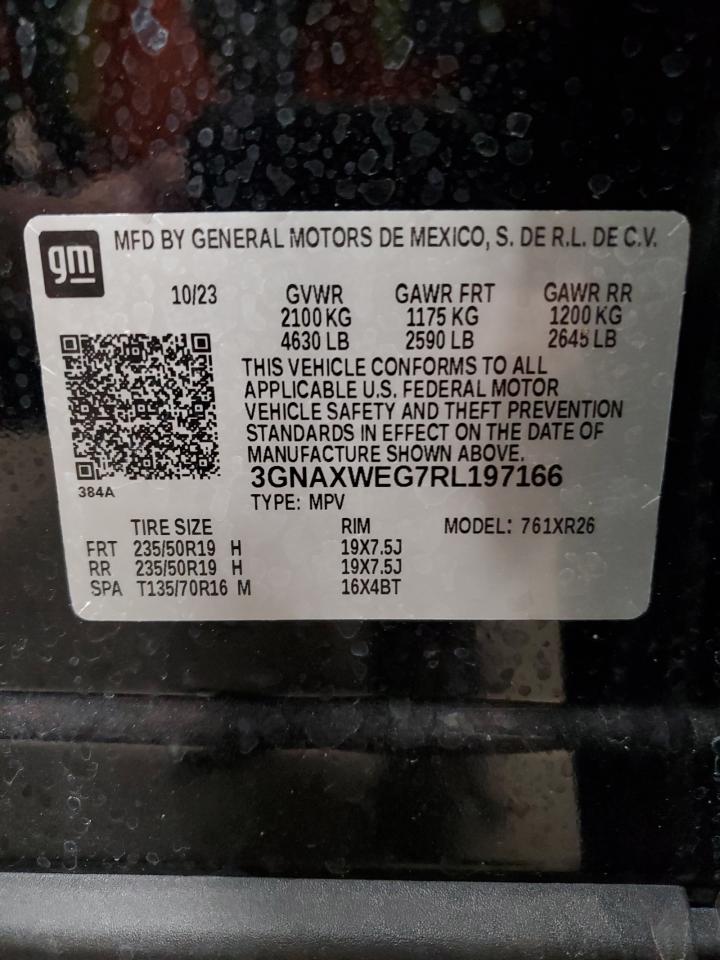 gm MFD BY GENERAL MOTORS DE MEXICO, S. DE R.L. DE C.V.
10/23 GVWR GAWR FRT GAWR RR
2100 KG 1175 KG 1200 KG
4630 LB 2590 LB 2645 LB
THIS VEHICLE CONFORMS TO ALL
APPLICABLE U.S. FEDERAL MOTOR
VEHICLE SAFETY AND THEFT PREVENTION
STANDARDS IN EFFECT ON THE DATE OF
MANUFACTURE SHOWN ABOVE.
3GNAXWEG7RL197166
384A
TYPE: MPV
TIRE SIZE RIM MODEL: 761XR26
FRT 235/50R19 H 19X7.5J
RR 235/50R19 H 19X7.5J
SPA T135/70R16 M 16X4BT